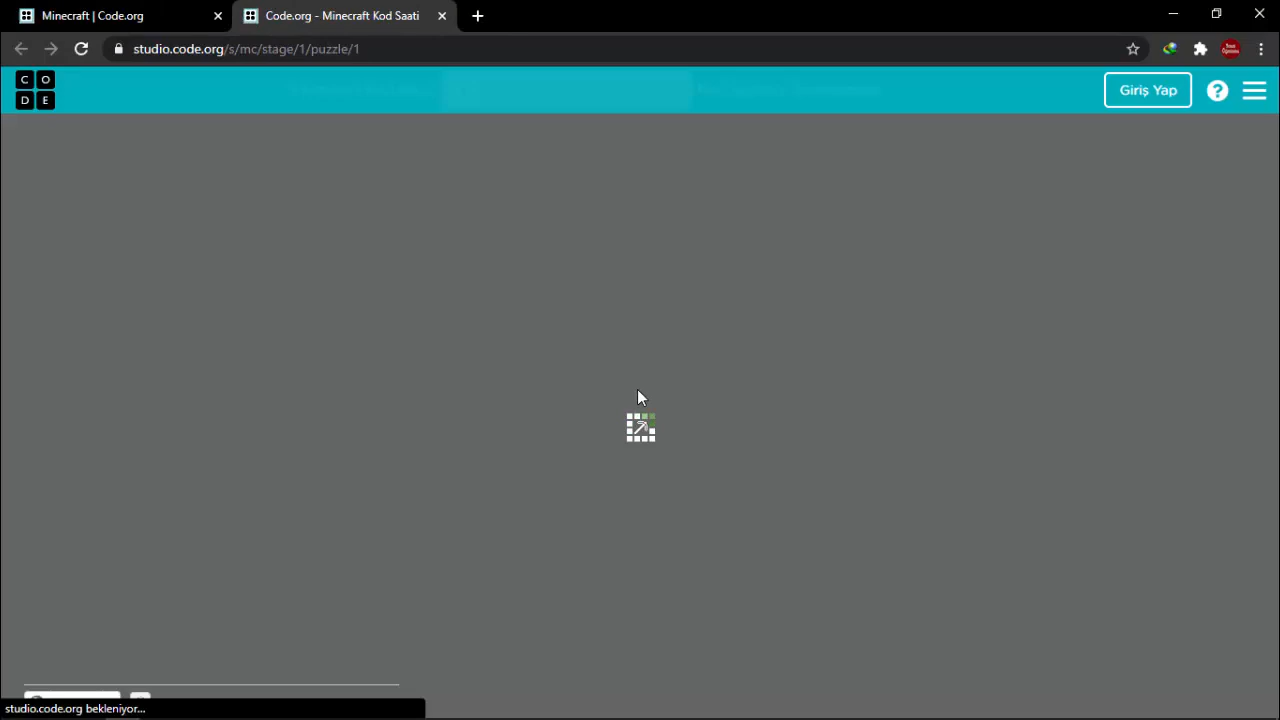 Minecraft | Code.org
Code.org - Minecraft Kod Saati
studio.code.org/s/mc/stage/1/puzzle/1
C O
D E
Giriş Yap
?
studio.code.org bekleniyor...